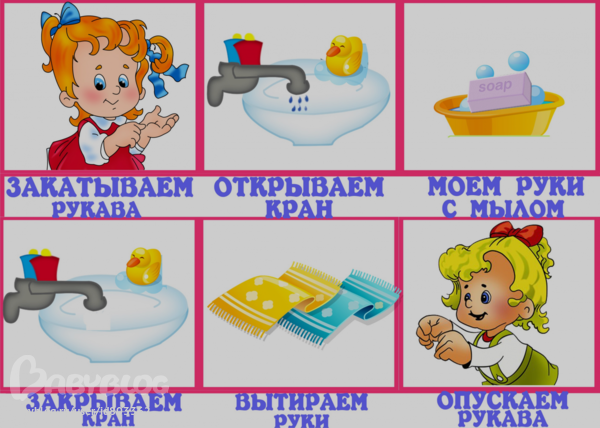 soap
ЗАКАТЫВАЕМ
РУКАВА
ОТКРЫВАЕМ
КРАН
МОЕМ РУКИ
С МЫЛОМ
BABYBLOG
ЗАКРЫВАЕМ
КРАН
ВЫТИРАЕМ
РУКИ
ОПУСКАЕМ
РУКАВА